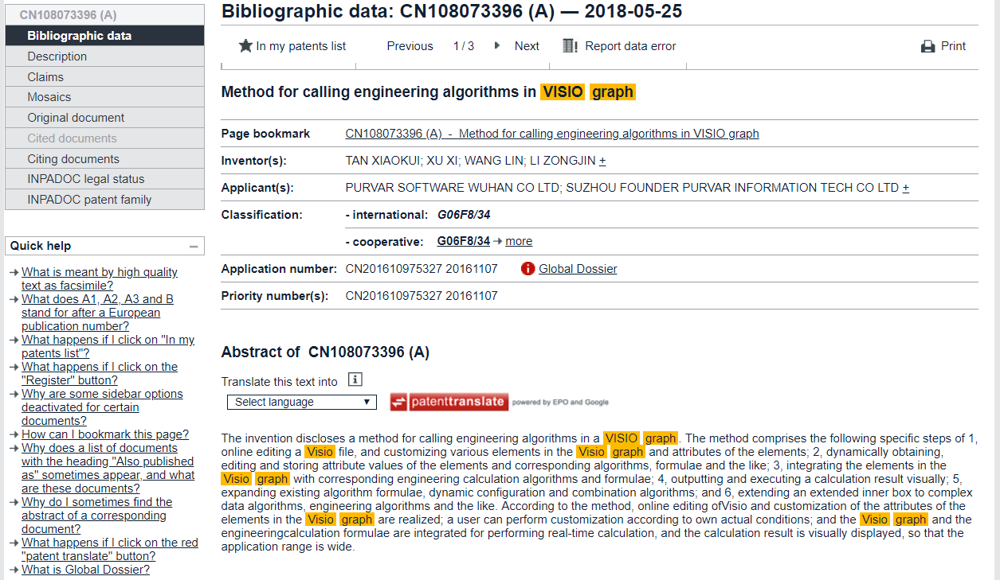 CN108073396 (A)
Bibliographic data
Description
Claims
Mosaics
Original document
Cited documents
Citing documents
INPADOC legal status
INPADOC patent family
Quick help
What is meant by high quality
text as facsimile?
What does A1, A2, A3 and B
stand for after a European
publication number?
What happens if I click on "In my
patents list"?
What happens if I click on the
"Register" button?
Why are some sidebar options
deactivated for certain
documents?
How can I bookmark this page?
Why does a list of documents
with the heading "Also published
as" sometimes appear, and what
are these documents?
Why do I sometimes find the
abstract of a corresponding
document?
What happens if I click on the red
"patent translate" button?
What is Global Dossier?
Bibliographic data: CN108073396 (A) — 2018-05-25
In my patents list Previous 1 / 3 Next Report data error Print
Method for calling engineering algorithms in VISIO graph
Page bookmark CN108073396 (A) - Method for calling engineering algorithms in VISIO graph
Inventor(s): TAN XIAOKUI; XU XI; WANG LIN; LI ZONGJIN +
Applicant(s): PURVAR SOFTWARE WUHAN CO LTD; SUZHOU FOUNDER PURVAR INFORMATION TECH CO LTD +
Classification: - international: G06F8/34
- cooperative: G06F8/34 more
Application number: CN201610975327 20161107 Global Dossier
Priority number(s): CN201610975327 20161107
Abstract of CN108073396 (A)
Translate this text into
Select language patenttranslate powered by EPO and Google
The invention discloses a method for calling engineering algorithms in a VISIO graph. The method comprises the following specific steps of 1,
online editing a Visio file, and customizing various elements in the Visio graph and attributes of the elements; 2, dynamically obtaining,
editing and storing attribute values of the elements and corresponding algorithms, formulae and the like; 3, integrating the elements in the
Visio graph with corresponding engineering calculation algorithms and formulae; 4, outputting and executing a calculation result visually; 5,
expanding existing algorithm formulae, dynamic configuration and combination algorithms; and 6, extending an extended inner box to complex
data algorithms, engineering algorithms and the like. According to the method, online editing ofVisio and customization of the attributes of the
elements in the Visio graph are realized; a user can perform customization according to own actual conditions; and the Visio graph and the
engineeringcalculation formulae are integrated for performing real-time calculation, and the calculation result is visually displayed, so that the
application range is wide.